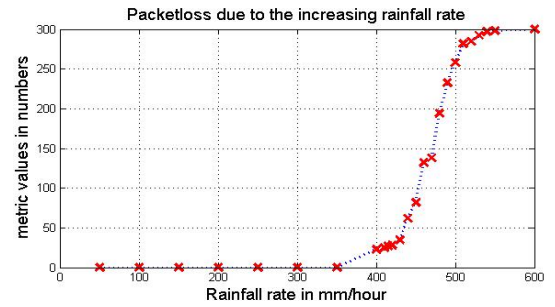 Packetloss due to the increasing rainfall rate
metric values in numbers
300
250
200
150
100
50
0
0 100 200 300 400 500 600
Rainfall rate in mm/hour